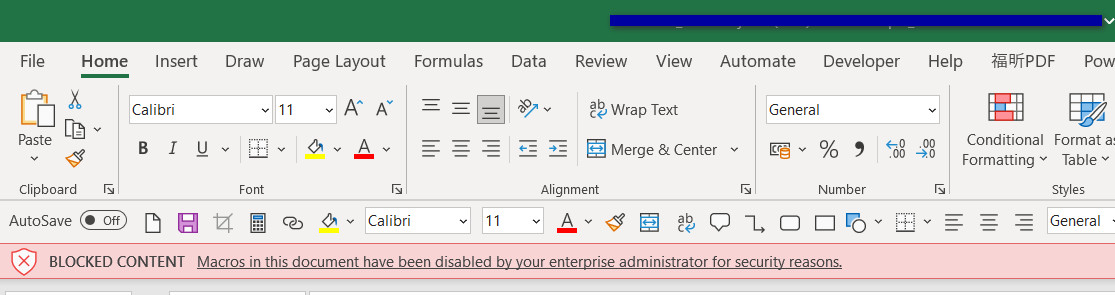 File Home Insert Draw Page Layout Formulas Data Review View Automate Developer Help 福昕PDF Pow
Calibri 11 A A ab Wrap Text General
Paste B I U A Merge & Center % Conditional Formatting Format as Table
Clipboard Font Alignment Number Styles
AutoSave Off Calibri 11 A ab General
BLOCKED CONTENT Macros in this document have been disabled by your enterprise administrator for security reasons.